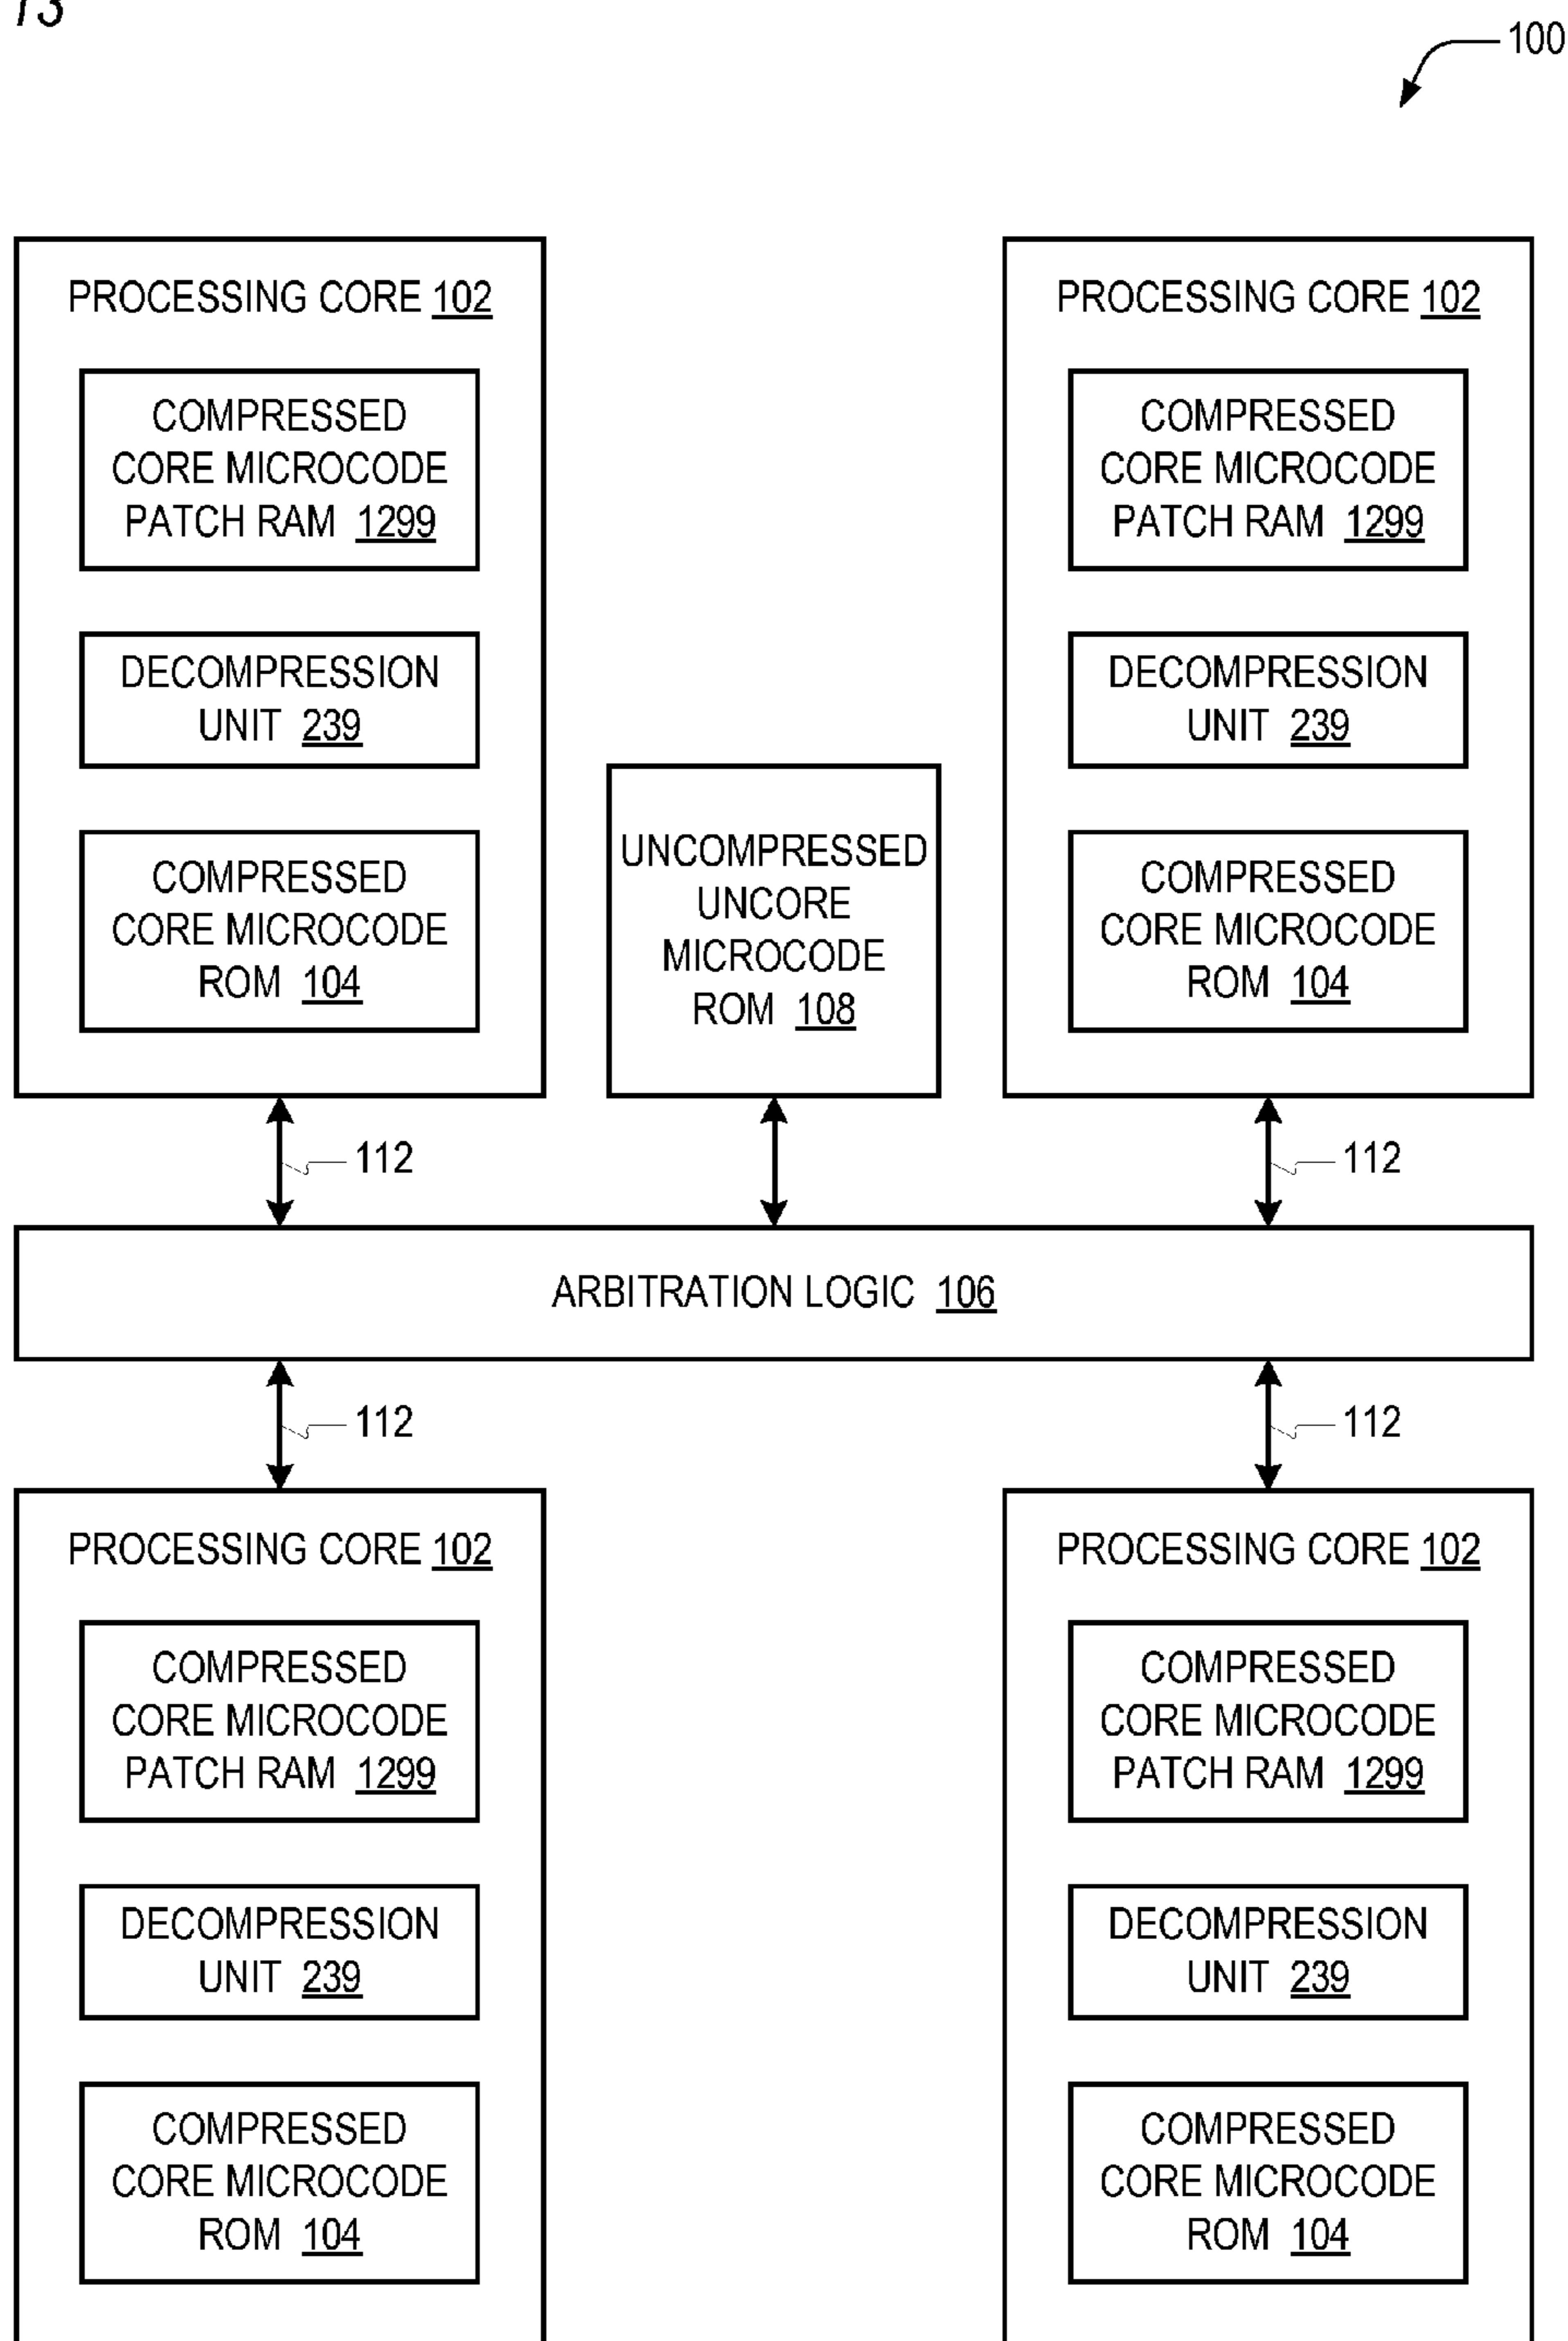 13
100
PROCESSING CORE 102
COMPRESSED
CORE MICROCODE
PATCH RAM 1299
DECOMPRESSION
UNIT 239
COMPRESSED
CORE MICROCODE
ROM 104
UNCOMPRESSED
UNCORE
MICROCODE
ROM 108
PROCESSING CORE 102
COMPRESSED
CORE MICROCODE
PATCH RAM 1299
DECOMPRESSION
UNIT 239
COMPRESSED
CORE MICROCODE
ROM 104
112
112
ARBITRATION LOGIC 106
112
112
PROCESSING CORE 102
COMPRESSED
CORE MICROCODE
PATCH RAM 1299
DECOMPRESSION
UNIT 239
COMPRESSED
CORE MICROCODE
ROM 104
PROCESSING CORE 102
COMPRESSED
CORE MICROCODE
PATCH RAM 1299
DECOMPRESSION
UNIT 239
COMPRESSED
CORE MICROCODE
ROM 104